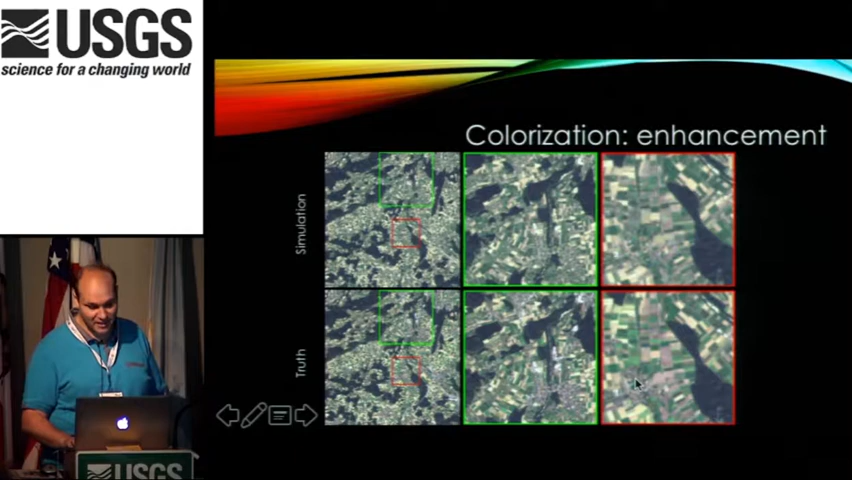 USGS
science for a changing world
Colorization: enhancement
Simulation
Truth
USGS